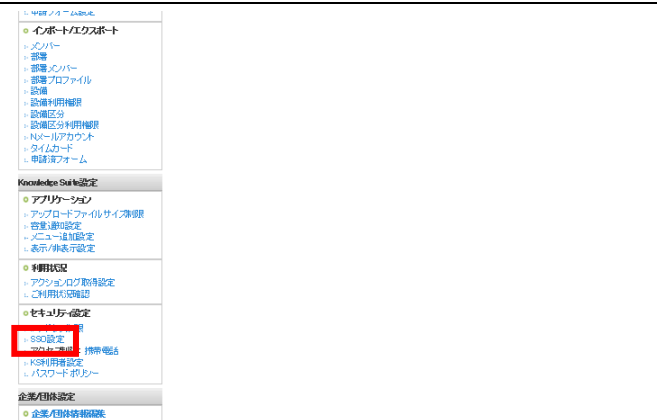 申請フォーム設定
インポート/エクスポート
メンバー
部署
部署メンバー
部署プロファイル
設備
設備利用権限
設備区分
設備区分利用権限
Nメールアカウント
タイムカード
申請済フォーム
Knowledge Suite設定
アプリケーション
アップロードファイルサイズ制限
容量通知設定
メニュー追加設定
表示/非表示設定
利用状況
アクションログ取得設定
ご利用状況確認
セキュリティ設定
SSO設定
携帯電話
KS利用者設定
パスワードポリシー
企業/団体設定
企業/団体情報編集